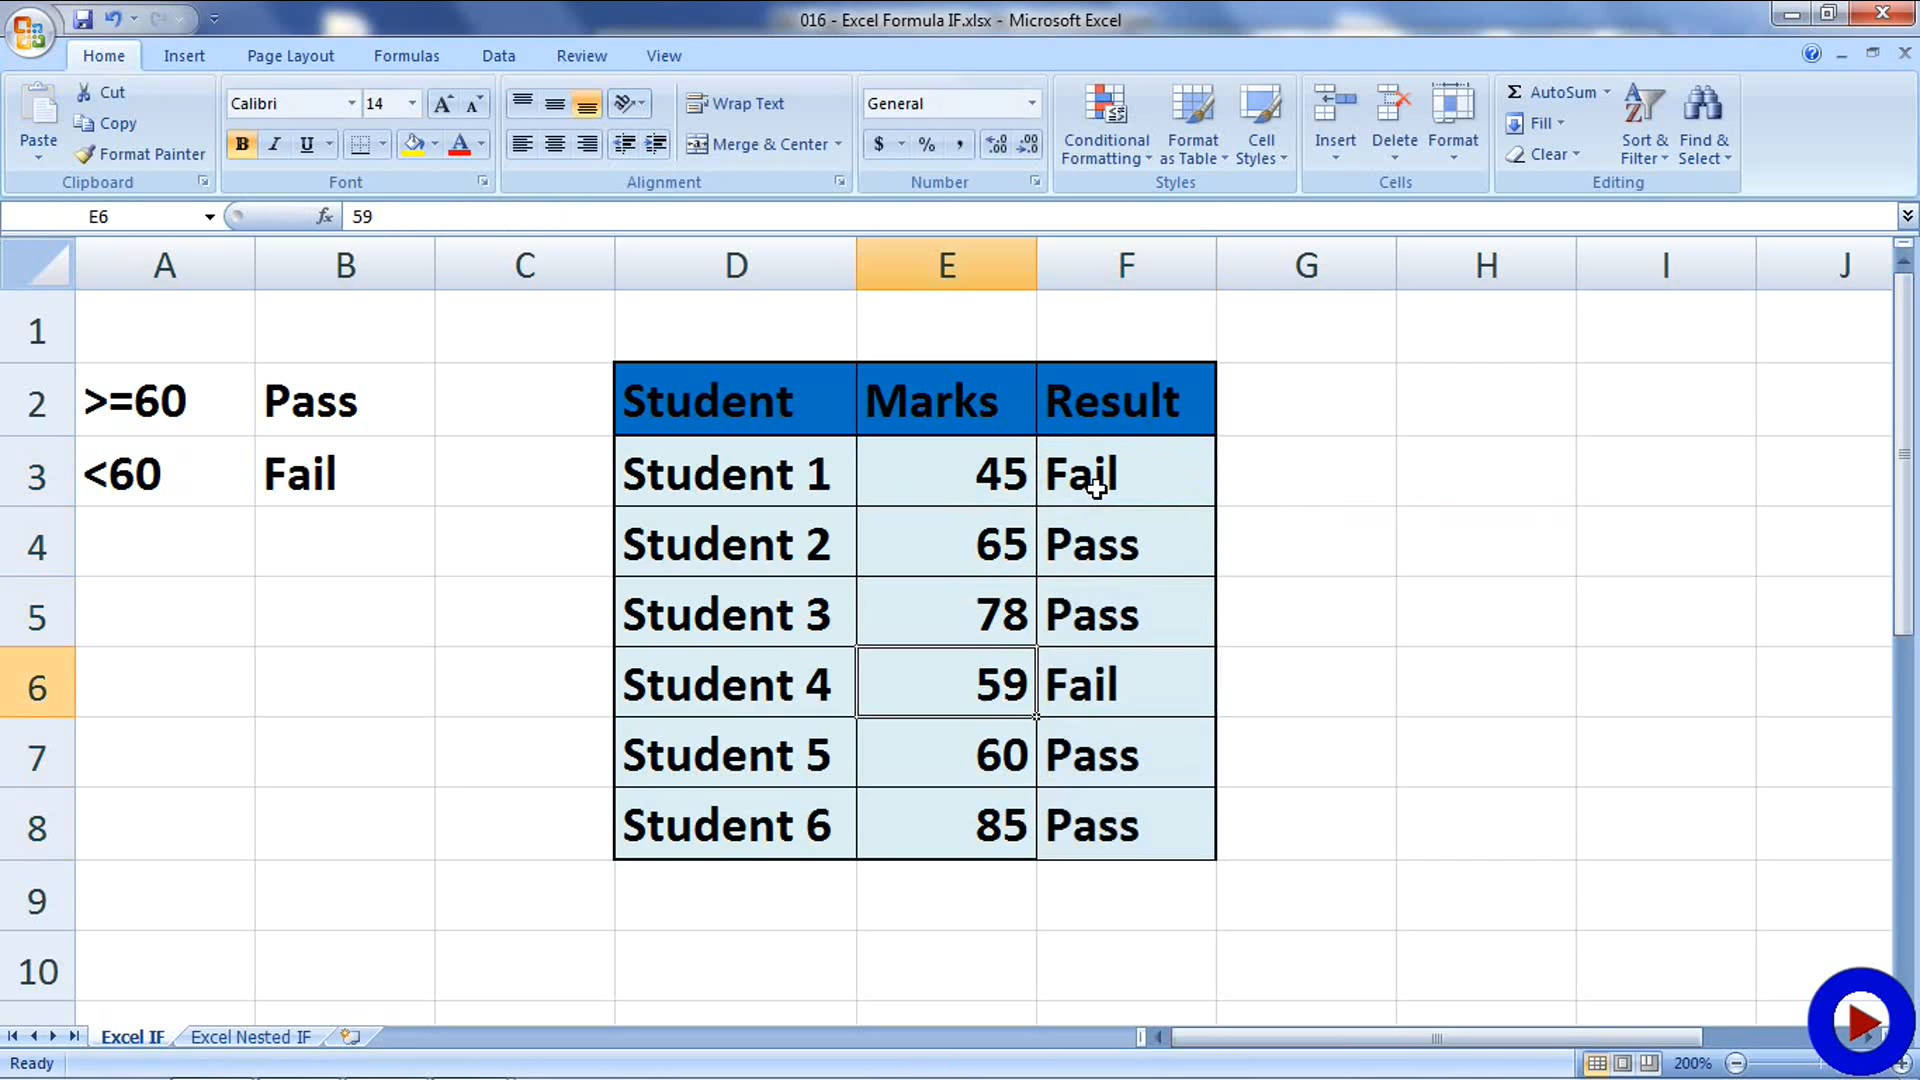 016 - Excel Formula IF.xlsx - Microsoft Excel
Home Insert Page Layout Formulas Data Review View
Paste
Cut
Copy
Format Painter
Clipboard
Calibri 14
A A
B I U A
Font
Wrap Text
Merge & Center
Alignment
General
$ % ,
.0 .00
.00 .0
Number
Conditional Formatting
Format as Table
Cell Styles
Styles
Insert Delete Format
Cells
Σ AutoSum
Fill
Clear
Sort & Filter
Find & Select
Editing
E6 fx 59
A B C D E F G H I J
1
2 >=60 Pass Student Marks Result
3 <60 Fail Student 1 45 Fail
4 Student 2 65 Pass
5 Student 3 78 Pass
6 Student 4 59 Fail
7 Student 5 60 Pass
8 Student 6 85 Pass
9
10
Excel IF Excel Nested IF
Ready 200%